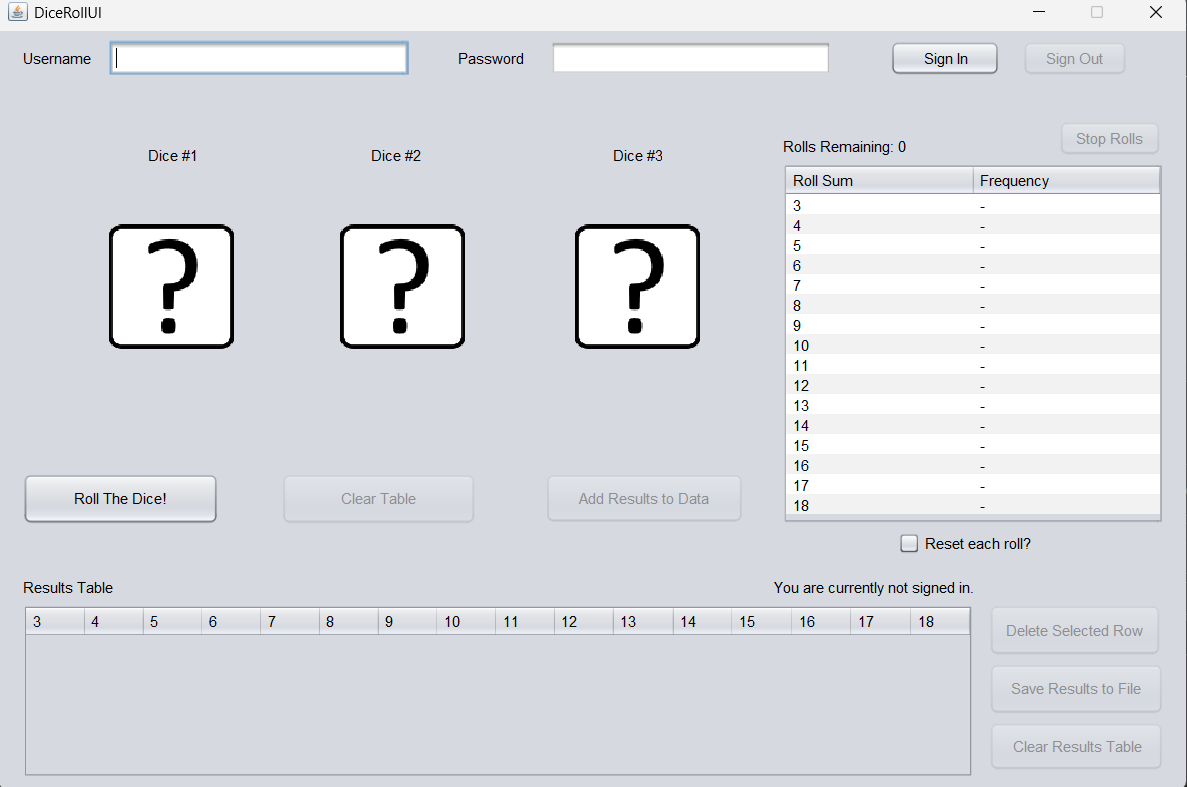 DiceRollUI
Username Password Sign In Sign Out
Stop Rolls
Rolls Remaining: 0
Dice #1 Dice #2 Dice #3
Roll Sum Frequency
3 -
4 -
5 -
6 -
7 -
8 -
9 -
10 -
11 -
12 -
13 -
14 -
15 -
16 -
17 -
18 -
? ? ?
Roll The Dice! Clear Table Add Results to Data
Reset each roll?
Results Table You are currently not signed in.
3 4 5 6 7 8 9 10 11 12 13 14 15 16 17 18
Delete Selected Row
Save Results to File
Clear Results Table